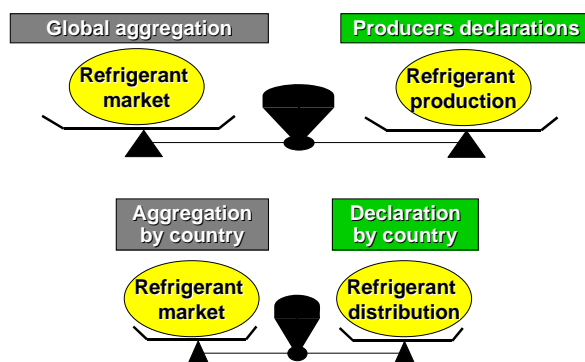 Global aggregation
Producers declarations
Refrigerant
market
Refrigerant
production
Aggregation
by country
Declaration
by country
Refrigerant
market
Refrigerant
distribution